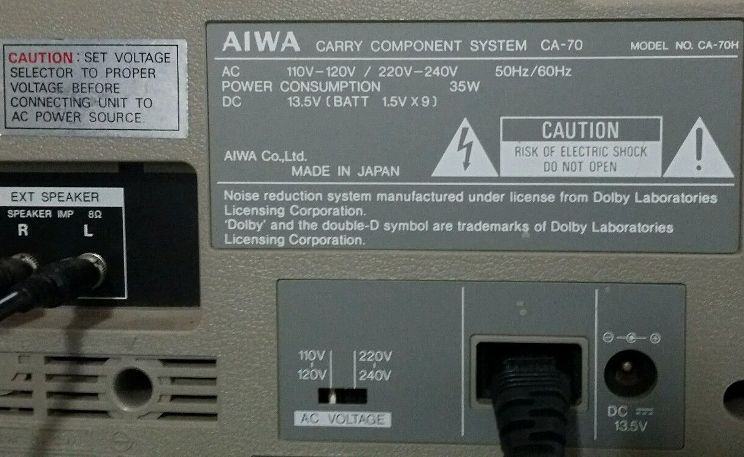 CAUTION : SET VOLTAGE
SELECTOR TO PROPER
VOLTAGE BEFORE
CONNECTING UNIT TO
AC POWER SOURCE.
AIWA CARRY COMPONENT SYSTEM CA-70 MODEL NO. CA-70H
AC 110V-120V / 220V-240V 50Hz/60Hz
POWER CONSUMPTION 35W
DC 13.5V (BATT 1.5V X 9)
AIWA Co.,Ltd.
MADE IN JAPAN
CAUTION
RISK OF ELECTRIC SHOCK
DO NOT OPEN
Noise reduction system manufactured under license from Dolby Laboratories
Licensing Corporation.
'Dolby' and the double-D symbol are trademarks of Dolby Laboratories
Licensing Corporation.
EXT SPEAKER
SPEAKER IMP 8Ω
R L
110V 220V
120V 240V
AC VOLTAGE
DC
13.5V